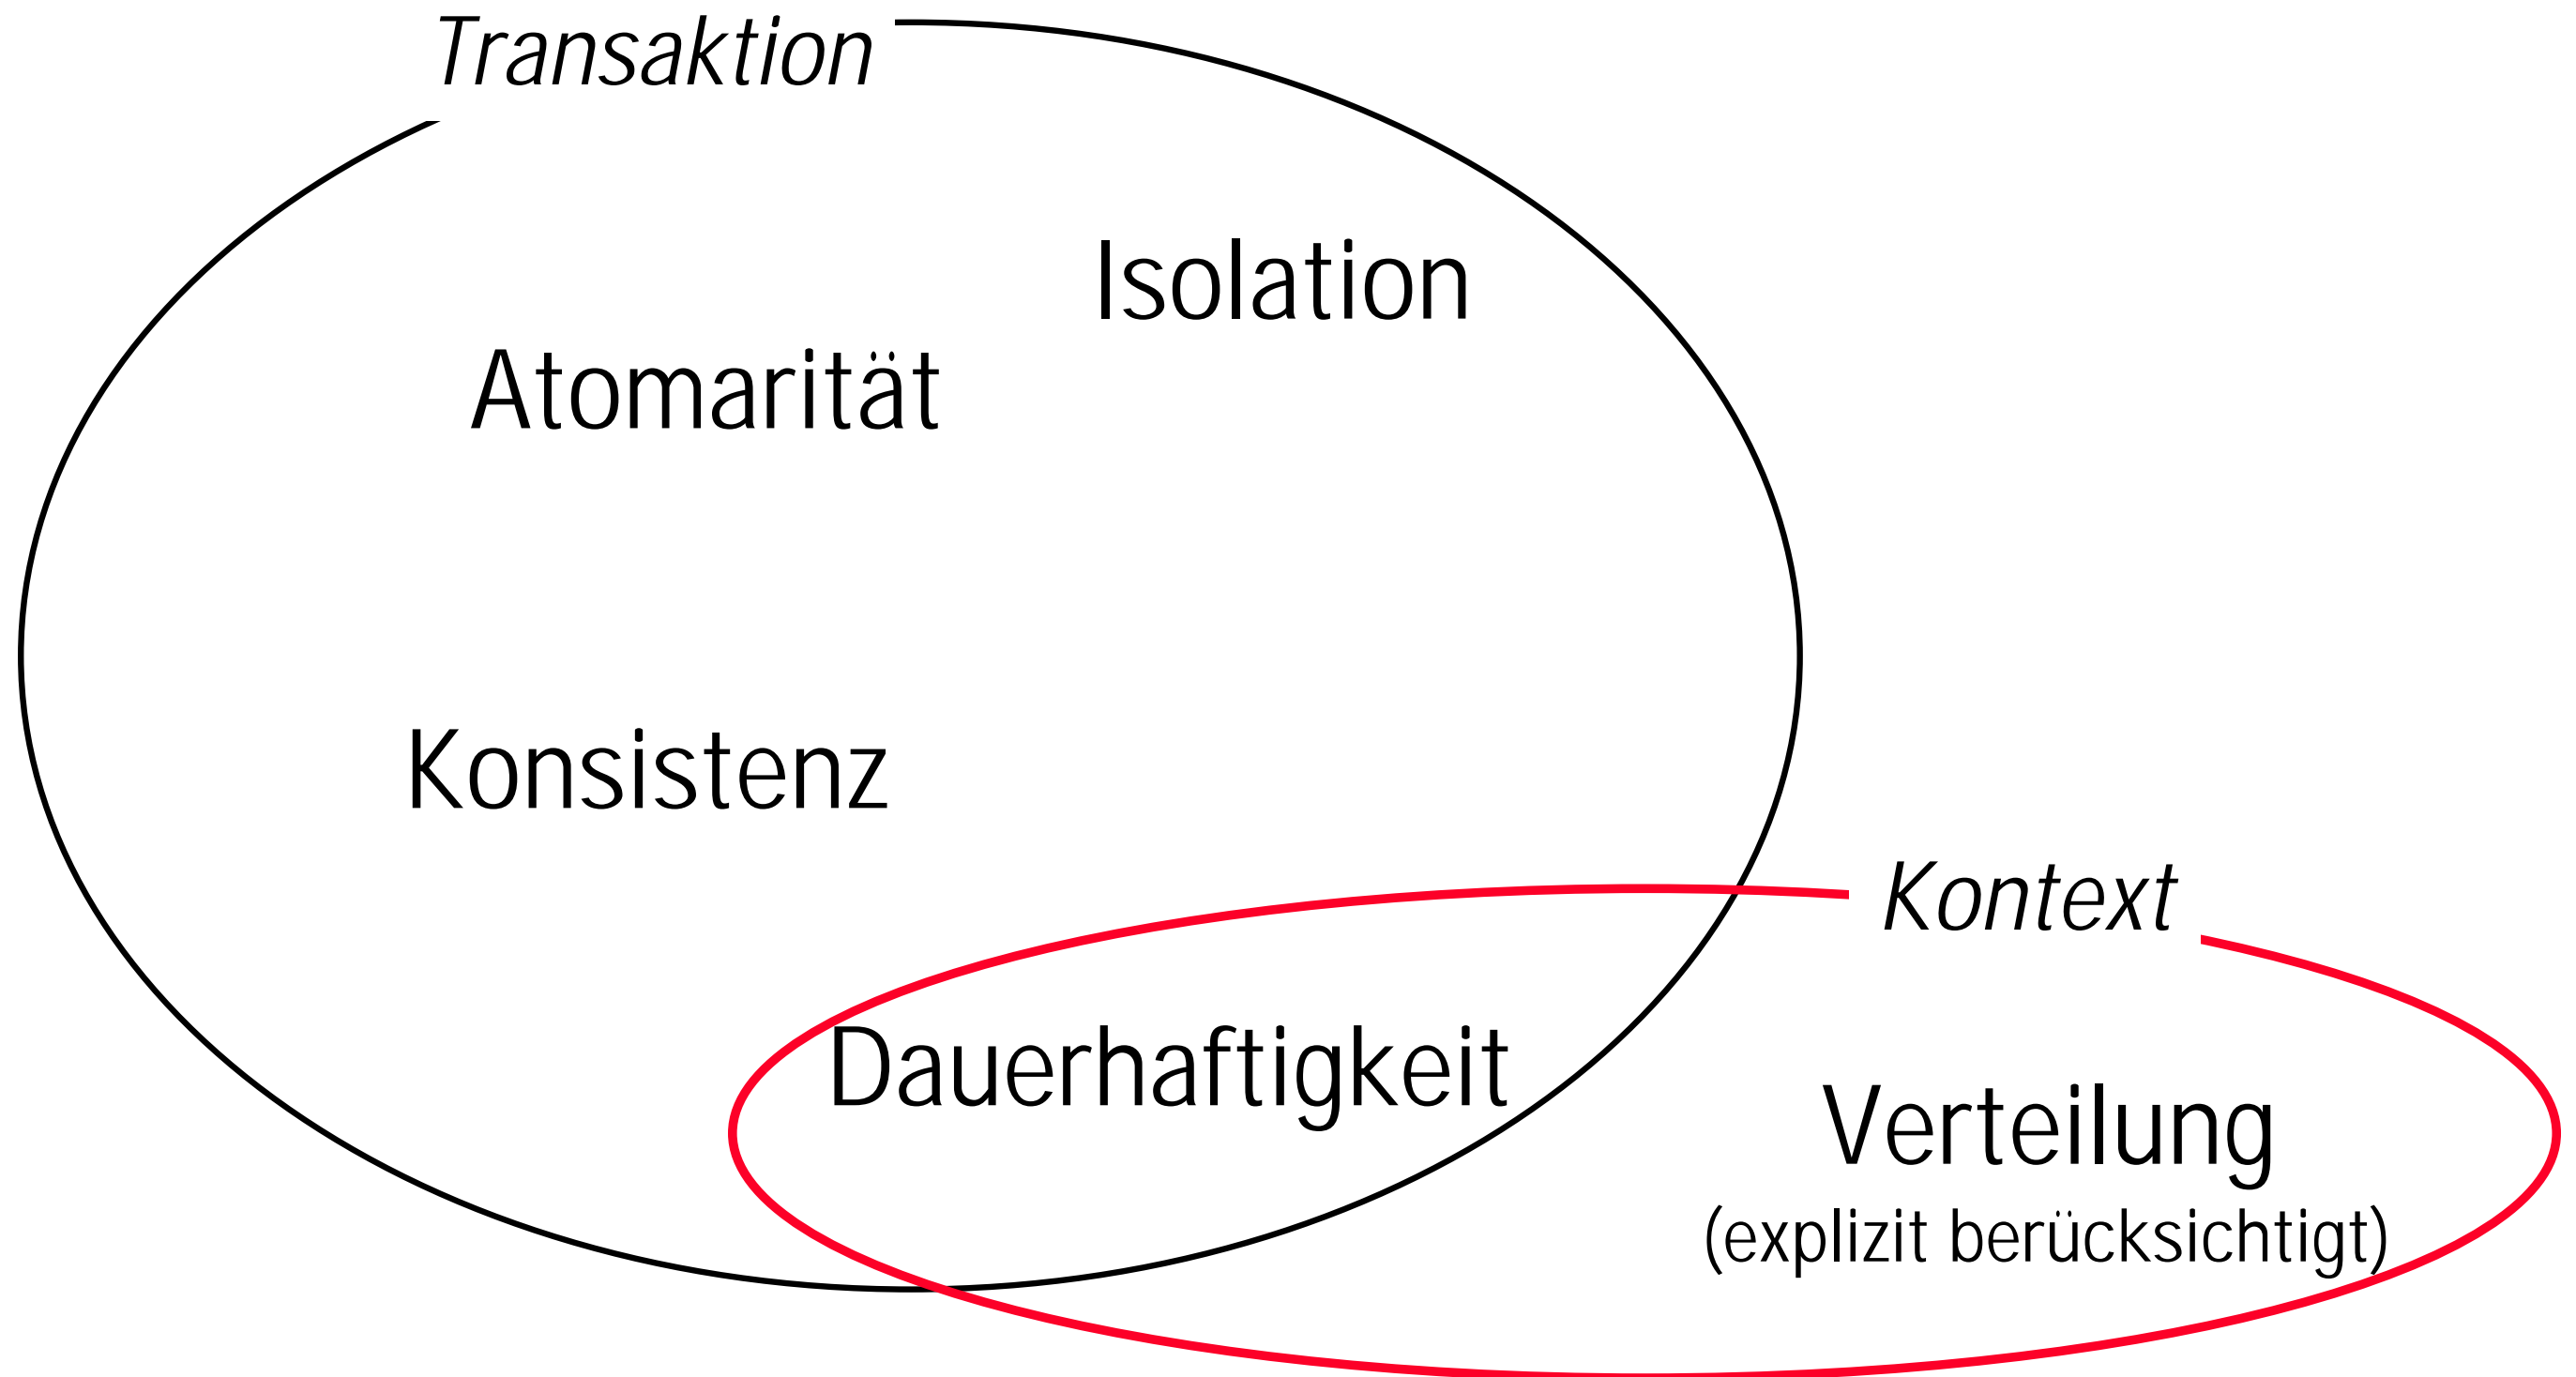 Transaktion
Isolation
Atomarität
Konsistenz
Kontext
Dauerhaftigkeit
Verteilung
(explizit berücksichtigt)